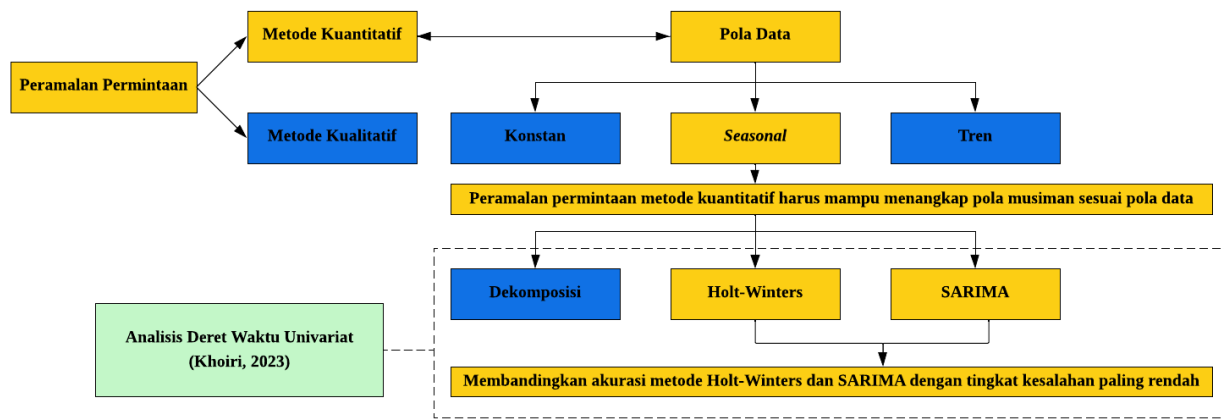 Metode Kuantitatif
Pola Data
Peramalan Permintaan
Metode Kualitatif
Konstan
Seasonal
Tren
Peramalan permintaan metode kuantitatif harus mampu menangkap pola musiman sesuai pola data
Dekomposisi
Holt-Winters
SARIMA
Analisis Deret Waktu Univariat
(Khoiri, 2023)
Membandingkan akurasi metode Holt-Winters dan SARIMA dengan tingkat kesalahan paling rendah